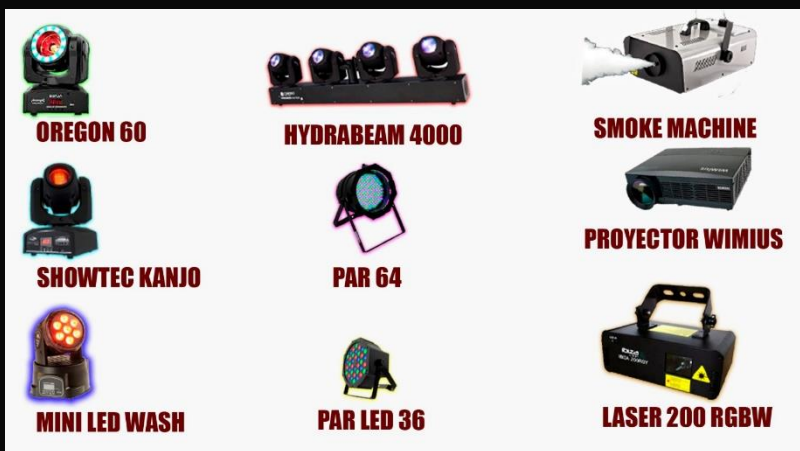 OREGON 60
HYDRABEAM 4000
SMOKE MACHINE
SHOWTEC KANJO
PAR 64
PROYECTOR WIMIUS
MINI LED WASH
PAR LED 36
LASER 200 RGBW